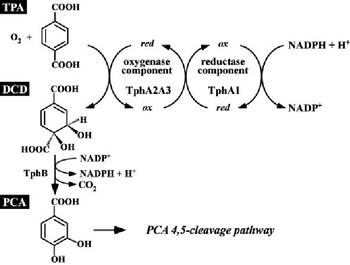 TPA
COOH
O2 +
COOH
red
ox
oxygenase
component
reductase
component
NADPH + H+
TphA2A3
TphA1
ox
red
NADP+
DCD
COOH
H
OH
HOOC
OH
NADP+
TphB
NADPH + H+
CO2
PCA
COOH
OH
OH
PCA 4,5-cleavage pathway